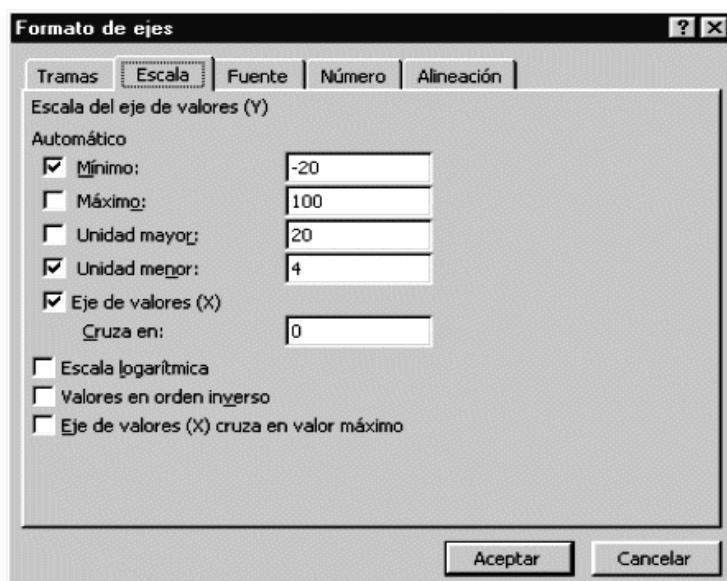 Formato de ejes
Tramas Escala Fuente Número Alineación
Escala del eje de valores (Y)
Automático
Mínimo: -20
Máximo: 100
Unidad mayor: 20
Unidad menor: 4
Eje de valores (X)
Cruza en: 0
Escala logarítmica
Valores en orden inverso
Eje de valores (X) cruza en valor máximo
Aceptar Cancelar